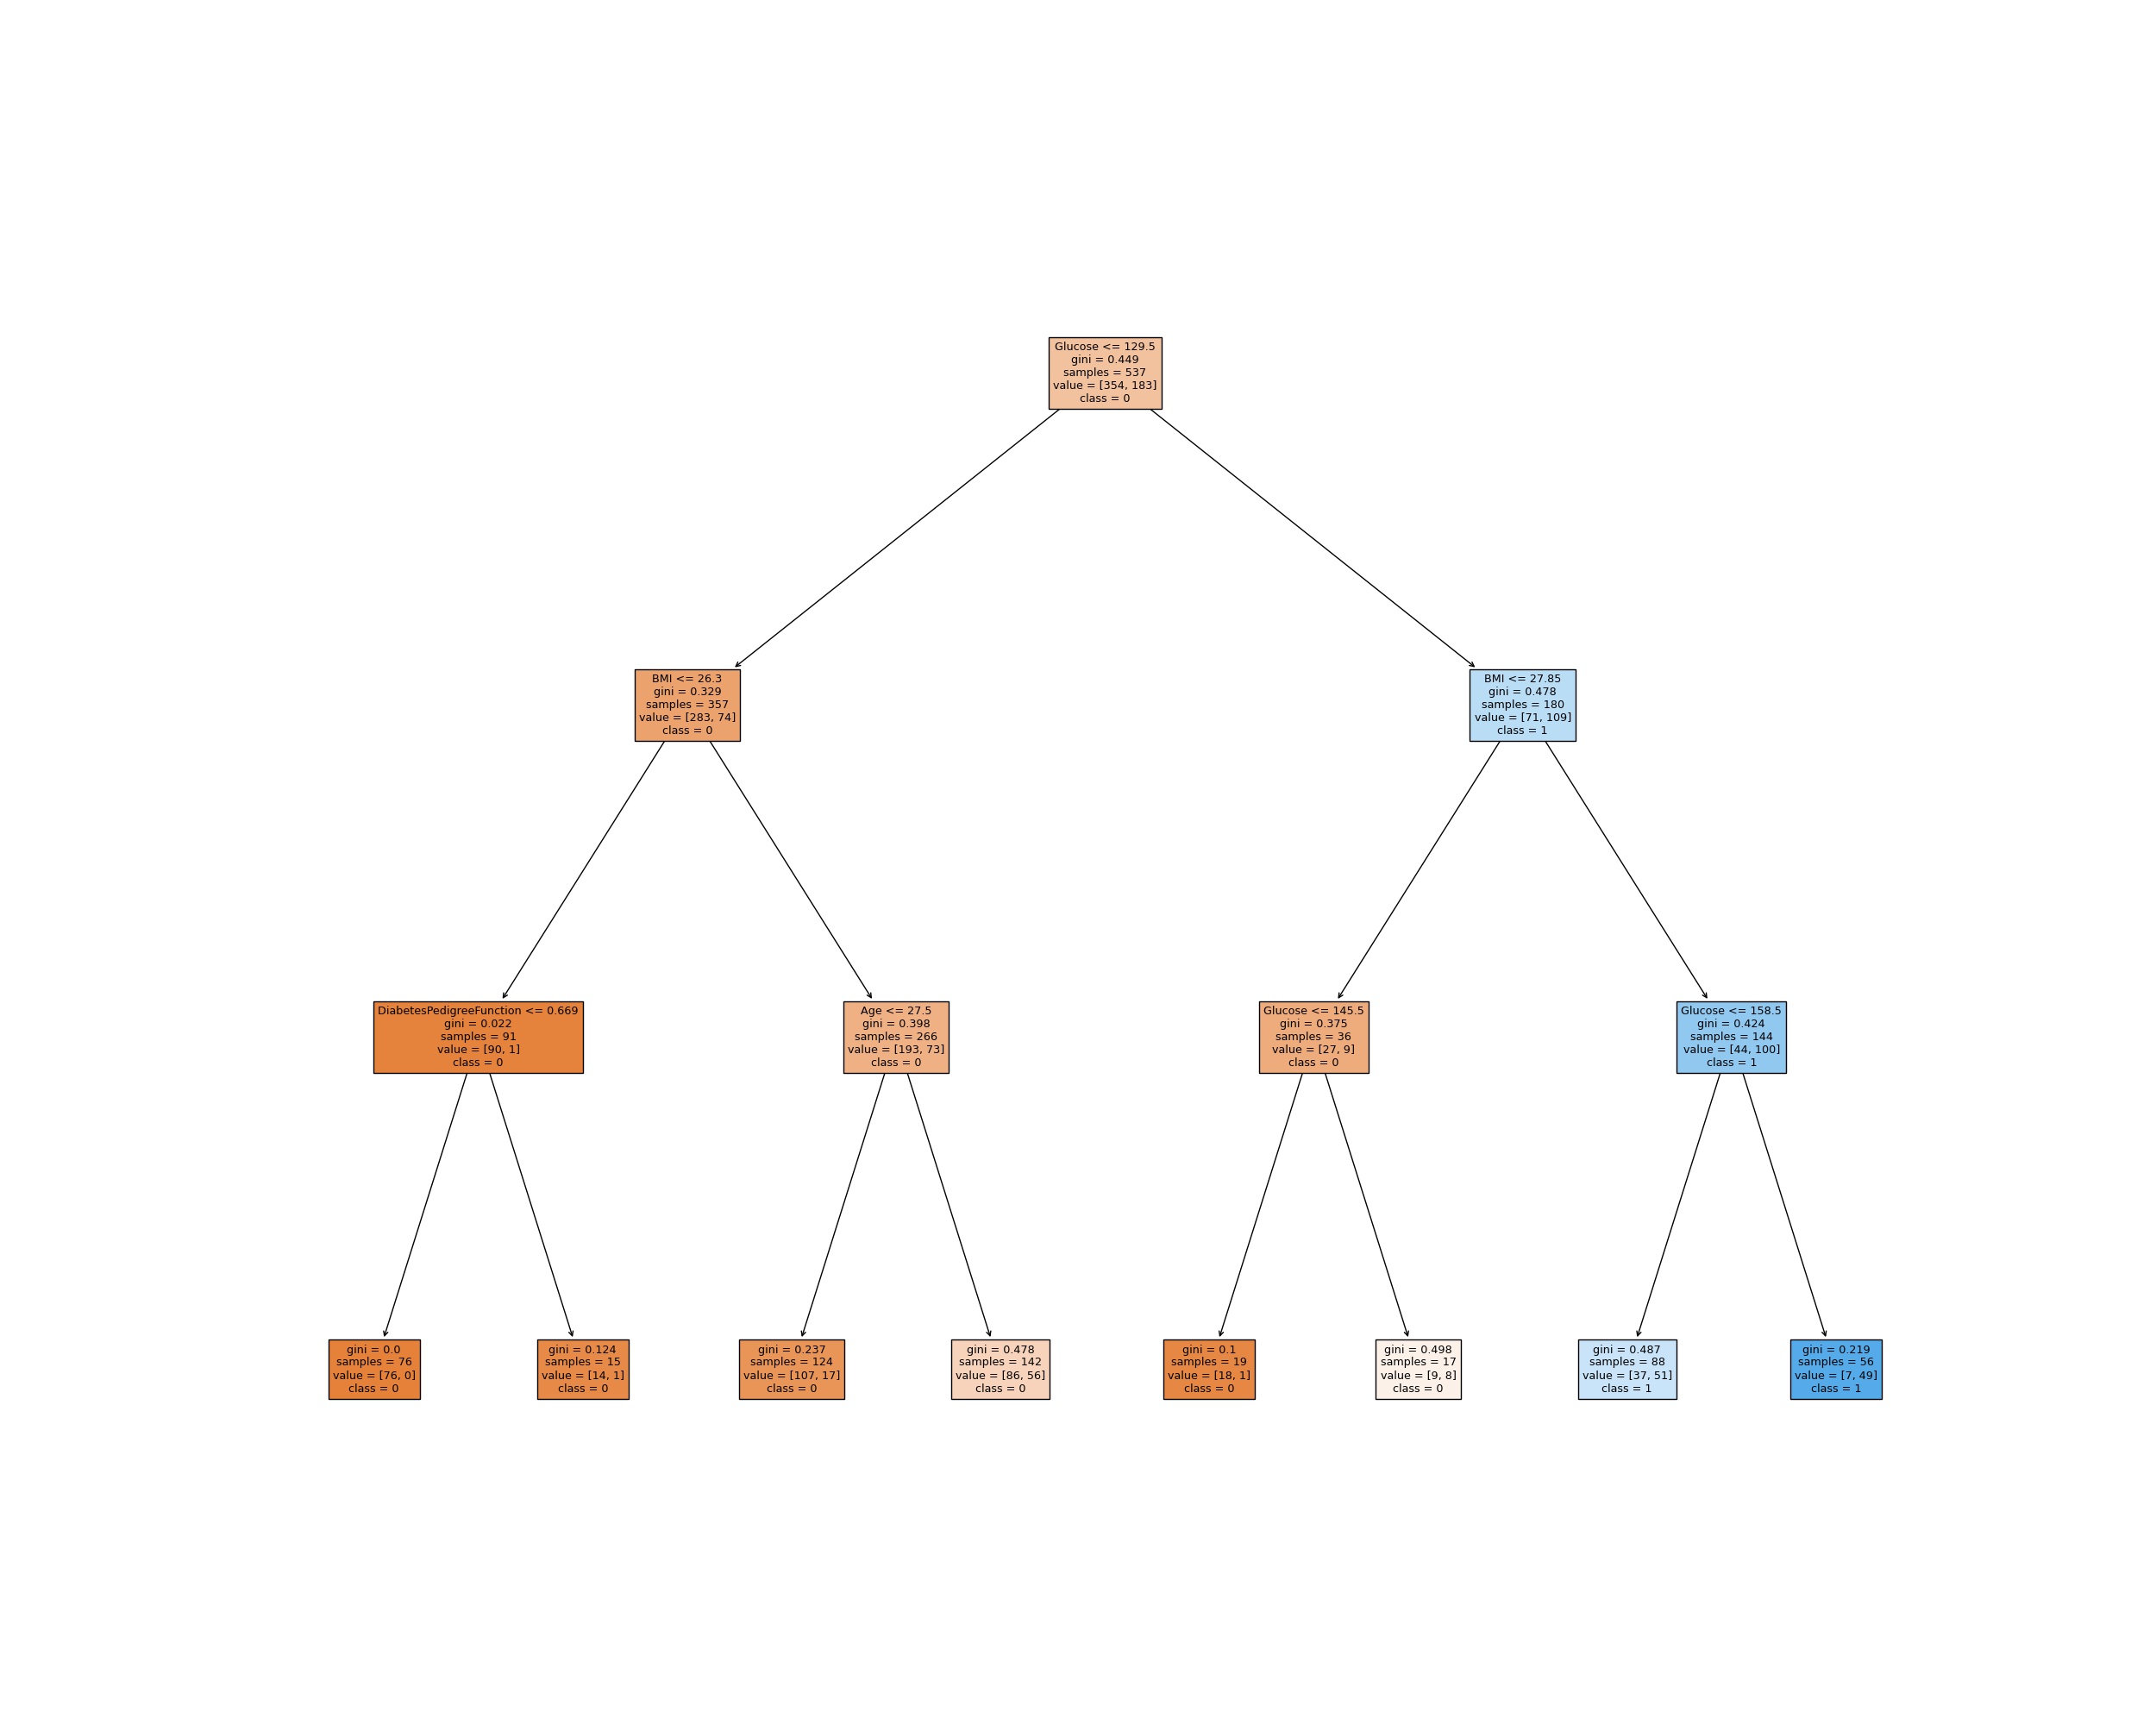 Glucose <= 129.5
gini = 0.449
samples = 537
value = [354, 183]
class = 0
BMI <= 26.3
gini = 0.329
samples = 357
value = [283, 74]
class = 0
BMI <= 27.85
gini = 0.478
samples = 180
value = [71, 109]
class = 1
DiabetesPedigreeFunction <= 0.669
gini = 0.022
samples = 91
value = [90, 1]
class = 0
Age <= 27.5
gini = 0.398
samples = 266
value = [193, 73]
class = 0
Glucose <= 145.5
gini = 0.375
samples = 36
value = [27, 9]
class = 0
Glucose <= 158.5
gini = 0.424
samples = 144
value = [44, 100]
class = 1
gini = 0.0
samples = 76
value = [76, 0]
class = 0
gini = 0.124
samples = 15
value = [14, 1]
class = 0
gini = 0.237
samples = 124
value = [107, 17]
class = 0
gini = 0.478
samples = 142
value = [86, 56]
class = 0
gini = 0.1
samples = 19
value = [18, 1]
class = 0
gini = 0.498
samples = 17
value = [9, 8]
class = 0
gini = 0.487
samples = 88
value = [37, 51]
class = 1
gini = 0.219
samples = 56
value = [7, 49]
class = 1